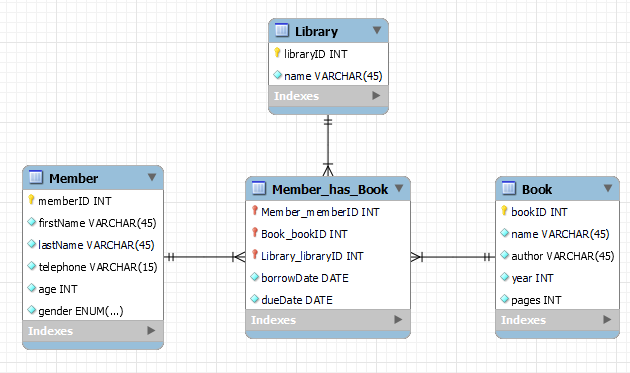 Library
libraryID INT
name VARCHAR(45)
Indexes
Member
memberID INT
firstName VARCHAR(45)
lastName VARCHAR(45)
telephone VARCHAR(15)
age INT
gender ENUM(...)
Indexes
Member_has_Book
Member_memberID INT
Book_bookID INT
Library_libraryID INT
borrowDate DATE
dueDate DATE
Indexes
Book
bookID INT
name VARCHAR(45)
author VARCHAR(45)
year INT
pages INT
Indexes